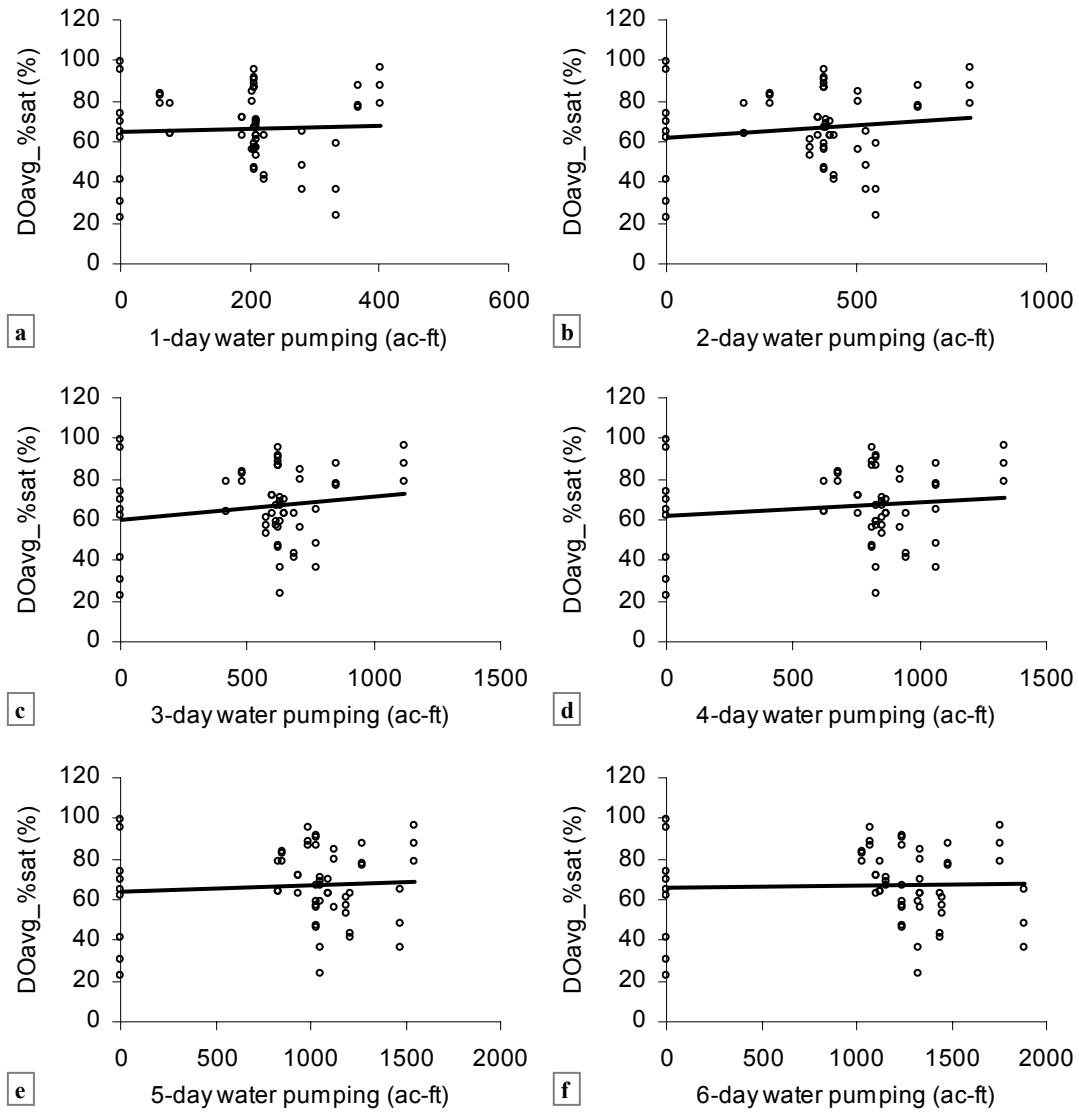 120
100
80
60
40
20
0
DOavg_%sat (%)
0 200 400 600
1-day water pumping (ac-ft)
a
120
100
80
60
40
20
0
DOavg_%sat (%)
0 500 1000
2-day water pumping (ac-ft)
b
120
100
80
60
40
20
0
DOavg_%sat (%)
0 500 1000 1500
3-day water pumping (ac-ft)
c
120
100
80
60
40
20
0
DOavg_%sat (%)
0 500 1000 1500
4-day water pumping (ac-ft)
d
120
100
80
60
40
20
0
DOavg_%sat (%)
0 500 1000 1500 2000
5-day water pumping (ac-ft)
e
120
100
80
60
40
20
0
DOavg_%sat (%)
0 500 1000 1500 2000
6-day water pumping (ac-ft)
f